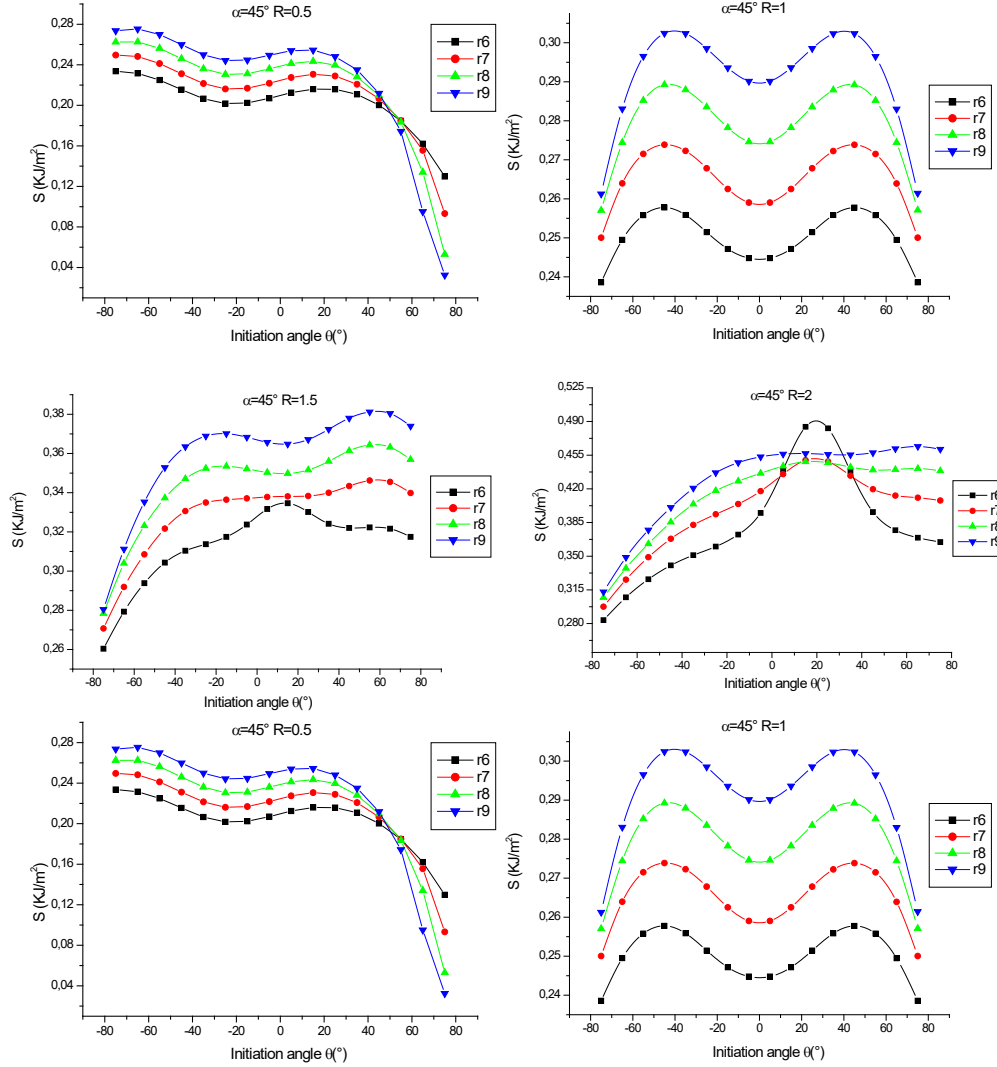 α=45° R=0.5
0,28
0,24
0,20
0,16
0,12
0,08
0,04
S (KJ/m²)
r6
r7
r8
r9
-80 -60 -40 -20 0 20 40 60 80
Initiation angle θ(°)
α=45° R=1
0,30
0,29
0,28
0,27
0,26
0,25
0,24
S (KJ/m²)
r6
r7
r8
r9
-80 -60 -40 -20 0 20 40 60 80
Initiation angle θ(°)
α=45° R=1.5
0,38
0,36
0,34
0,32
0,30
0,28
0,26
S (KJ/m²)
r6
r7
r8
r9
-80 -60 -40 -20 0 20 40 60 80
Initiation angle θ(°)
α=45° R=2
0,525
0,490
0,455
0,420
0,385
0,350
0,315
0,280
S (KJ/m²)
r6
r7
r8
r9
-80 -60 -40 -20 0 20 40 60 80
Initiation angle θ(°)
α=45° R=0.5
0,28
0,24
0,20
0,16
0,12
0,08
0,04
S (KJ/m²)
r6
r7
r8
r9
-80 -60 -40 -20 0 20 40 60 80
Initiation angle θ(°)
α=45° R=1
0,30
0,29
0,28
0,27
0,26
0,25
0,24
S (KJ/m²)
r6
r7
r8
r9
-80 -60 -40 -20 0 20 40 60 80
Initiation angle θ(°)